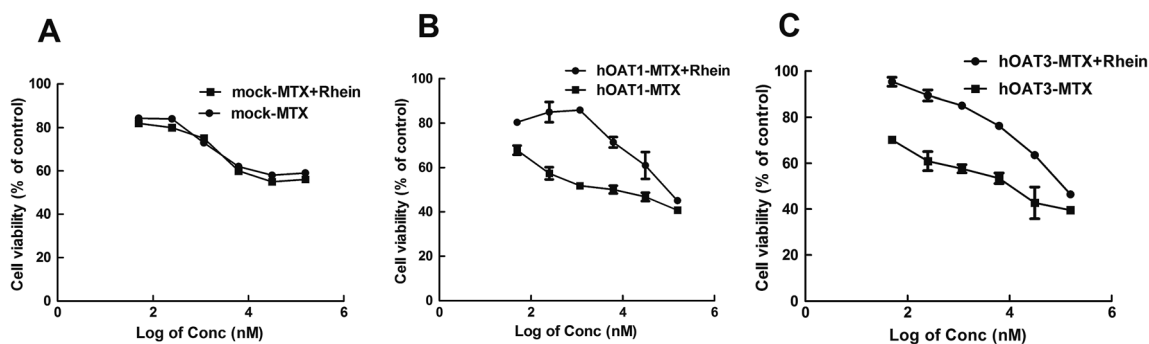 A
Cell viability (% of control)
100
80
60
40
20
0
0
2
4
6
Log of Conc (nM)
mock-MTX+Rhein
mock-MTX
B
Cell viability (% of control)
100
80
60
40
20
0
0
2
4
6
Log of Conc (nM)
hOAT1-MTX+Rhein
hOAT1-MTX
C
Cell viability (% of control)
100
80
60
40
20
0
0
2
4
6
Log of Conc (nM)
hOAT3-MTX+Rhein
hOAT3-MTX